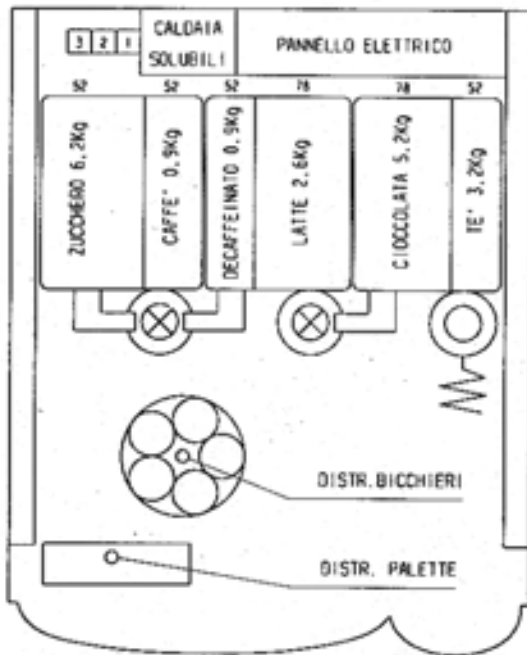 3 2 1
CALDAIA
SOLUBILI
PANNELLO ELETTRICO
52 52 52 78 78 52
ZUCCHERO 6,2Kg
CAFFE' 0.9Kg
DECAFFEINATO 0.9Kg
LATTE 2.6Kg
CIOCCOLATA 5.2Kg
TE' 3.2Kg
DISTR.BICCHIERI
DISTR. PALETTE